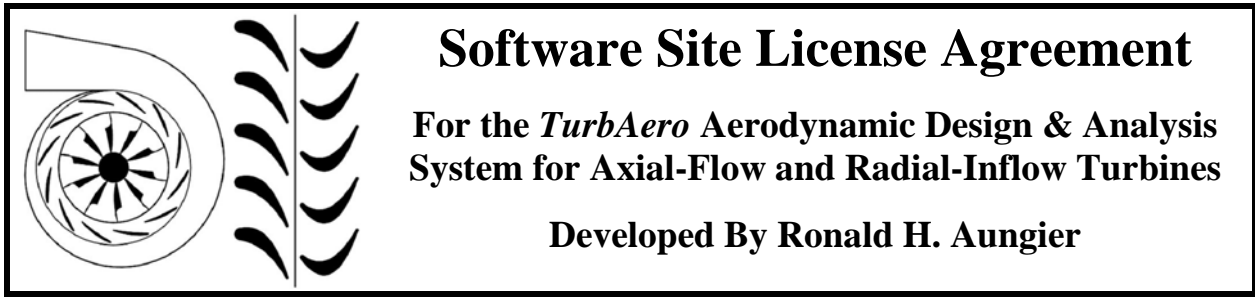 Software Site License Agreement
For the TurbAero Aerodynamic Design & Analysis
System for Axial-Flow and Radial-Inflow Turbines
Developed By Ronald H. Aungier